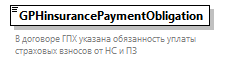 GPHinsurancePaymentObligation
В договоре ГПХ указана обязанность уплаты
страховых взносов от НС и ПЗ